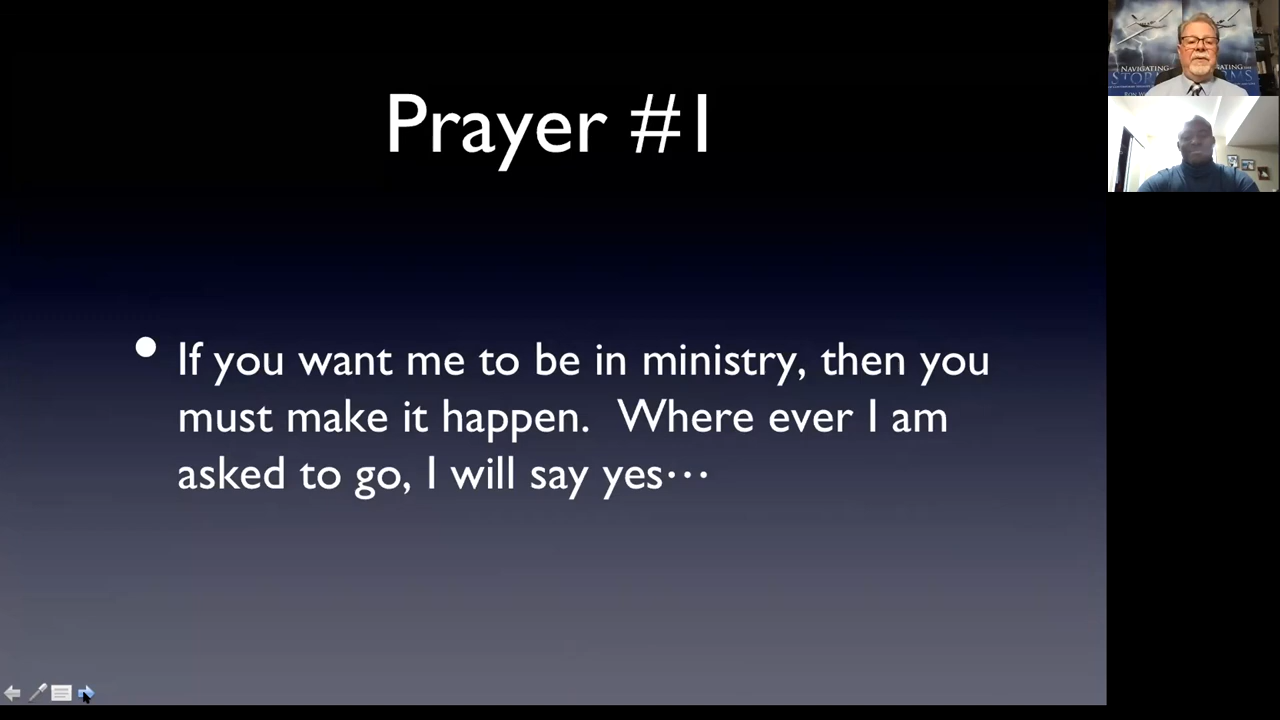 Prayer #1
• If you want me to be in ministry, then you
must make it happen.  Where ever I am
asked to go, I will say yes···
NAVIGATING